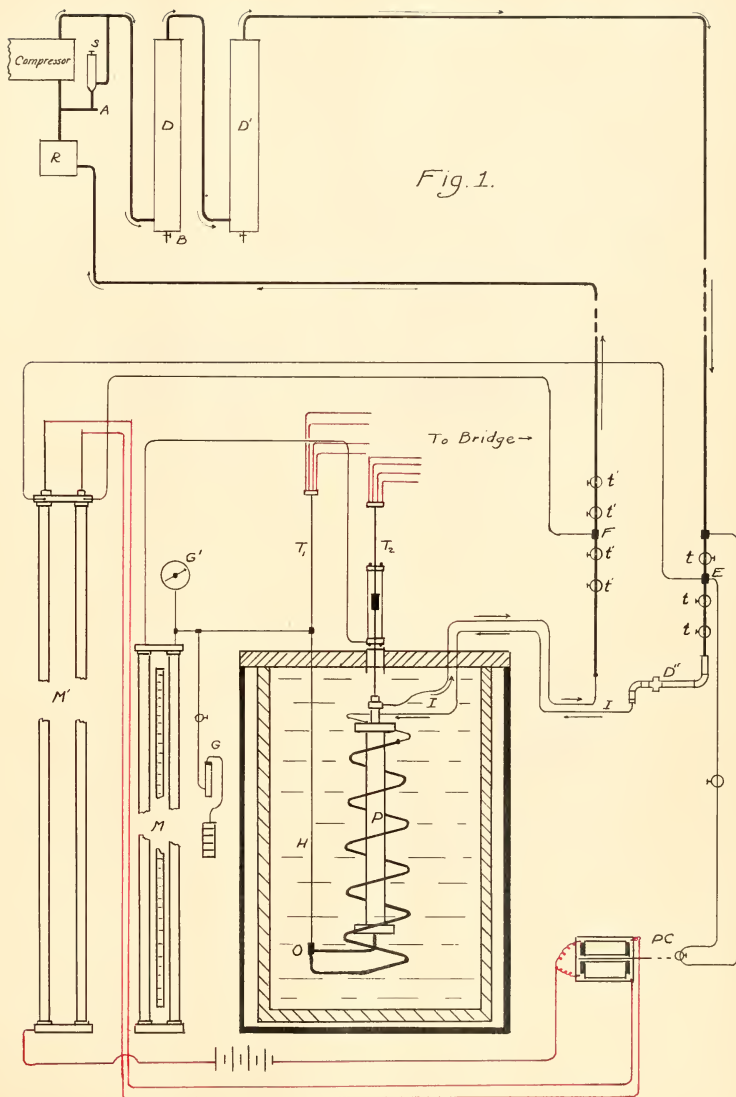 S
Compressor
A
D
D'
R
B
Fig. 1.
To Bridge→
t'
t'
F
t'
t'
T1
T2
G'
t
E
t
t
D"
I
I
M'
G
P
M
H
O
PC